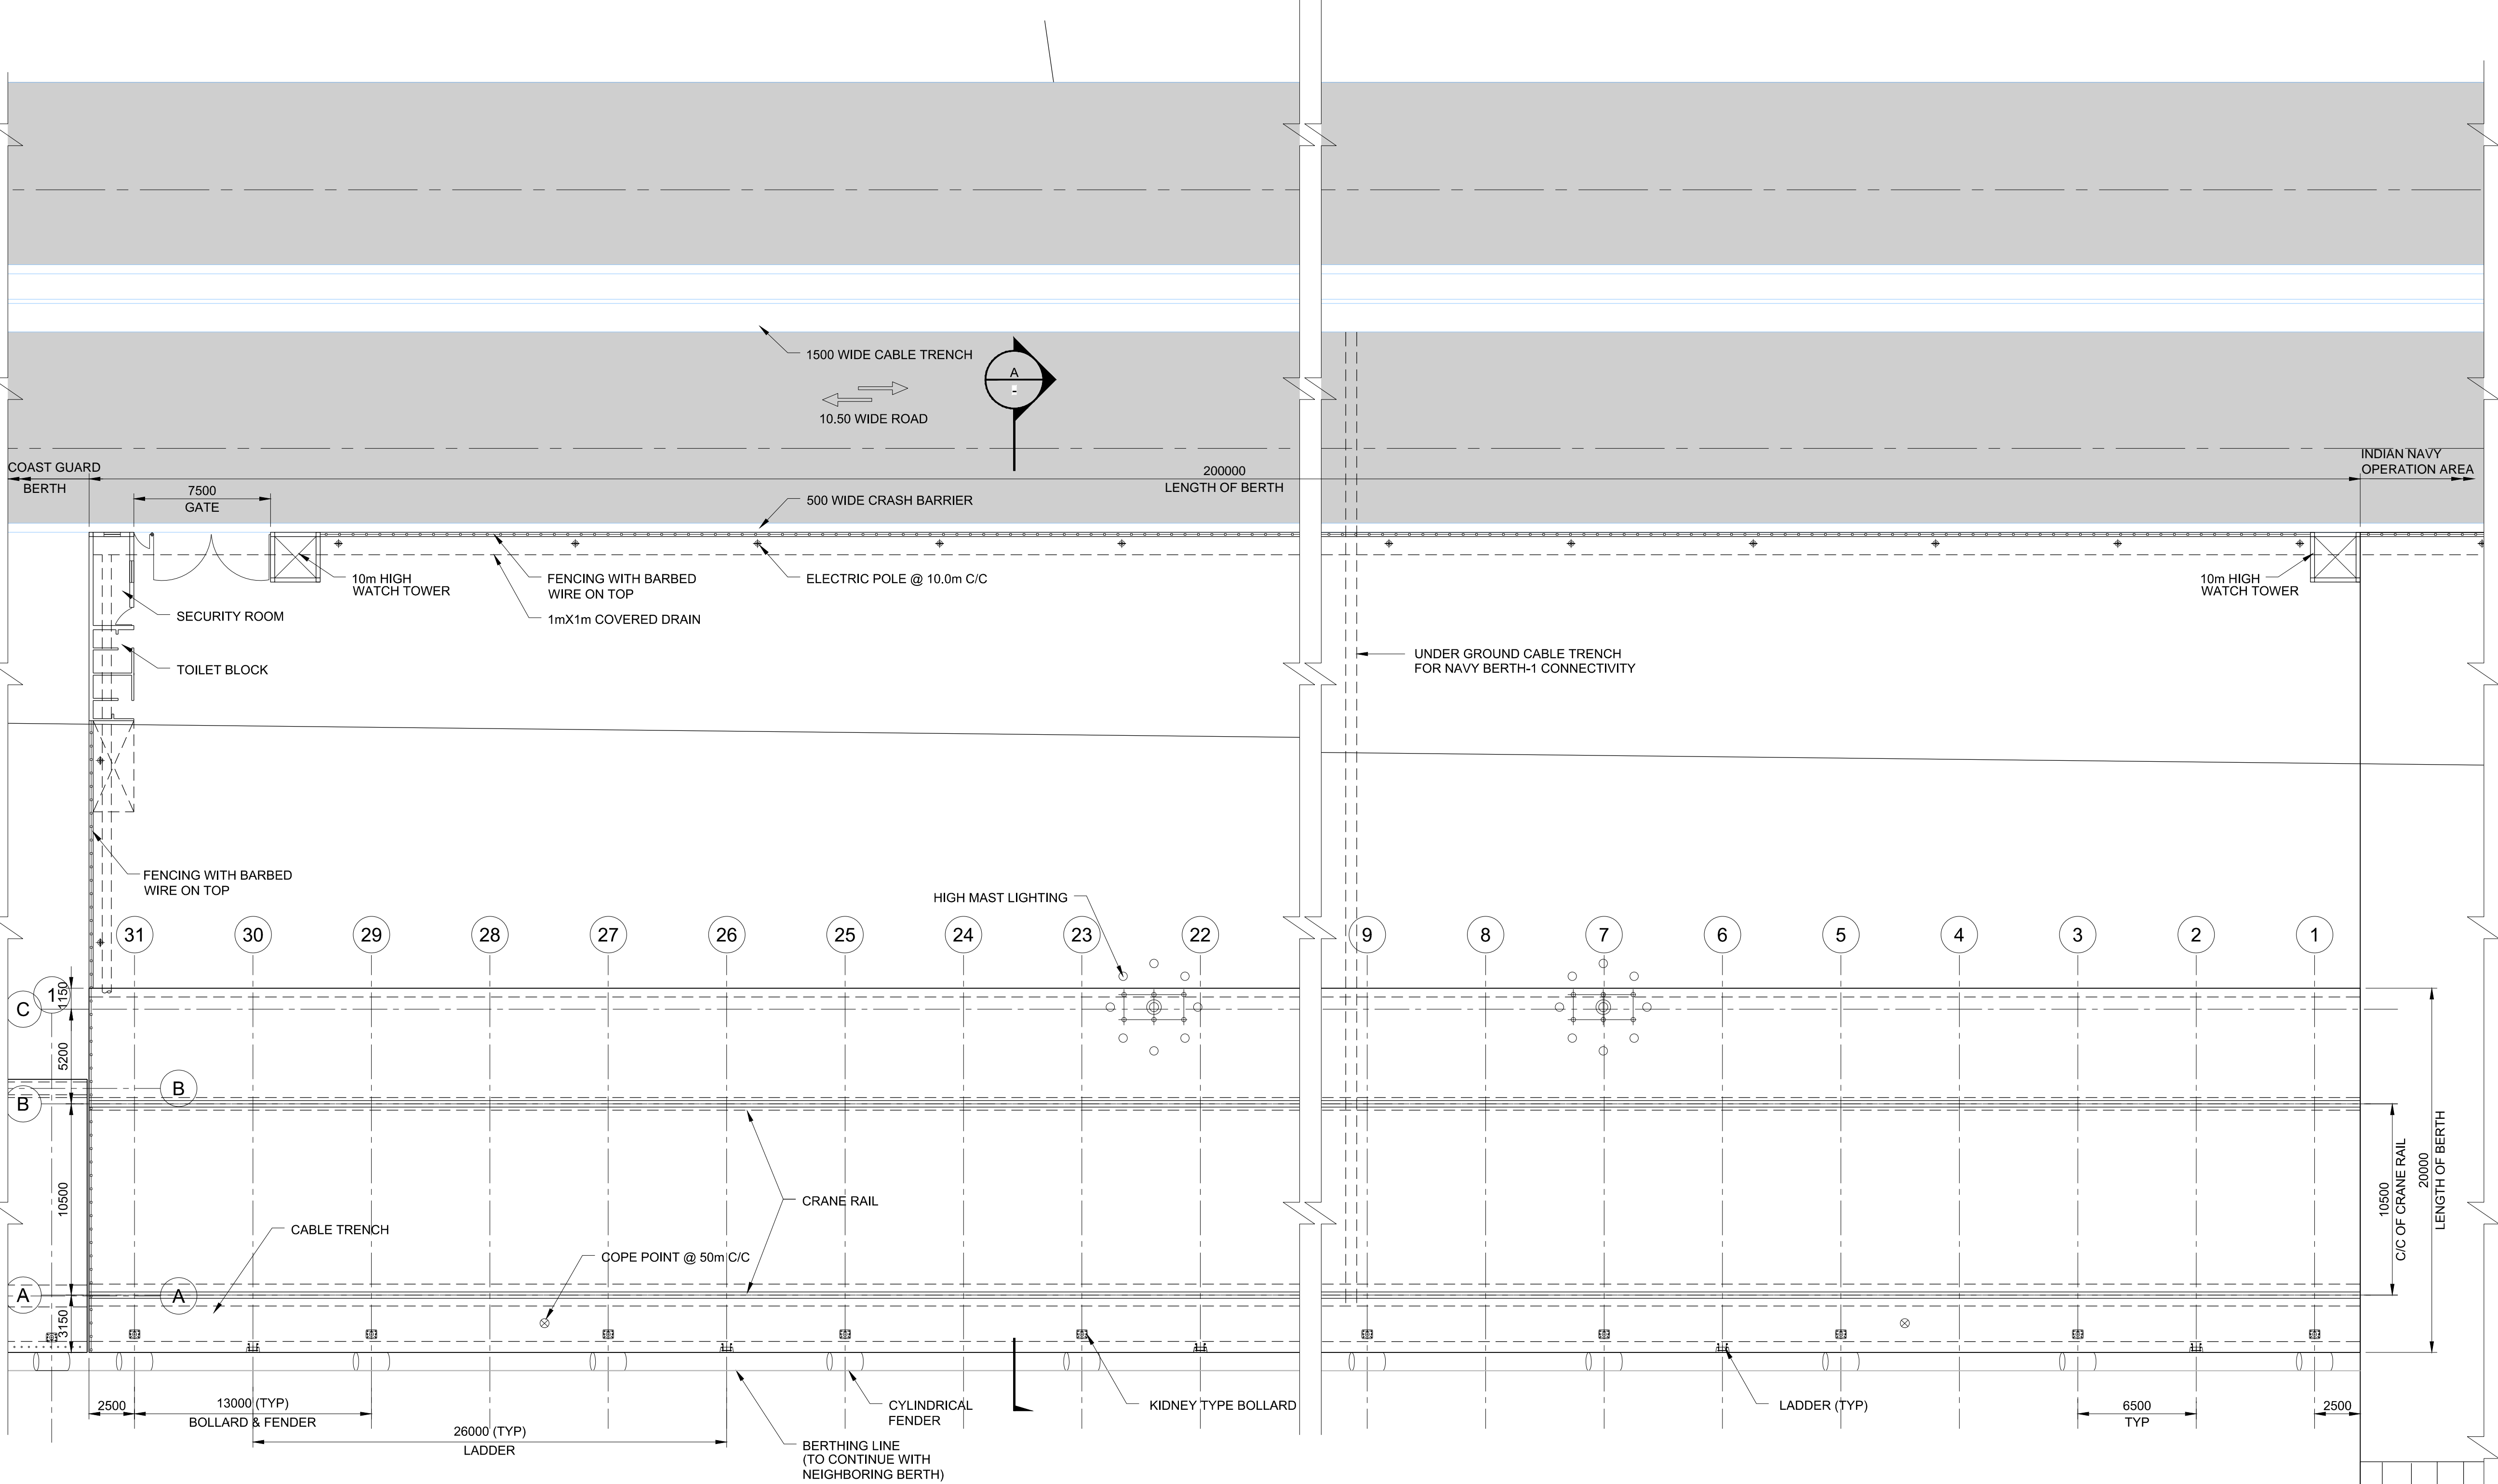 1500 WIDE CABLE TRENCH
A
-
10.50 WIDE ROAD
COAST GUARD
BERTH
200000
LENGTH OF BERTH
INDIAN NAVY
OPERATION AREA
7500
GATE
500 WIDE CRASH BARRIER
10m HIGH
WATCH TOWER
FENCING WITH BARBED
WIRE ON TOP
ELECTRIC POLE @ 10.0m C/C
10m HIGH
WATCH TOWER
SECURITY ROOM
1mX1m COVERED DRAIN
TOILET BLOCK
UNDER GROUND CABLE TRENCH
FOR NAVY BERTH-1 CONNECTIVITY
FENCING WITH BARBED
WIRE ON TOP
HIGH MAST LIGHTING
31 30 29 28 27 26 25 24 23 22 9 8 7 6 5 4 3 2 1
1
1150
C
5200
B
B
10500
CRANE RAIL
CABLE TRENCH
COPE POINT @ 50m C/C
10500
C/C OF CRANE RAIL
20000
LENGTH OF BERTH
A
A
3150
2500
13000 (TYP)
BOLLARD & FENDER
CYLINDRICAL
FENDER
KIDNEY TYPE BOLLARD
LADDER (TYP)
6500
TYP
2500
26000 (TYP)
LADDER
BERTHING LINE
(TO CONTINUE WITH
NEIGHBORING BERTH)